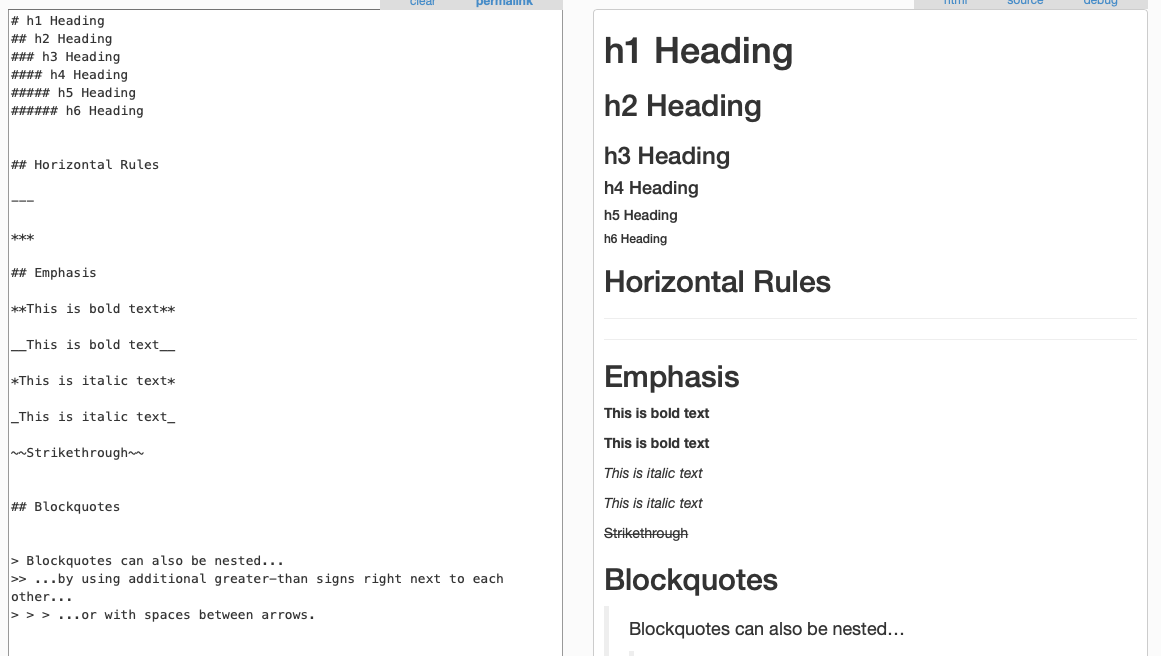 clear permalink
# h1 Heading
## h2 Heading
### h3 Heading
#### h4 Heading
##### h5 Heading
###### h6 Heading
## Horizontal Rules
---
***
## Emphasis
**This is bold text**
__This is bold text__
*This is italic text*
_This is italic text_
~~Strikethrough~~
## Blockquotes
> Blockquotes can also be nested...
>> ...by using additional greater-than signs right next to each
other...
> > > ...or with spaces between arrows.
html source debug
h1 Heading
h2 Heading
h3 Heading
h4 Heading
h5 Heading
h6 Heading
Horizontal Rules
Emphasis
This is bold text
This is bold text
This is italic text
This is italic text
Strikethrough
Blockquotes
Blockquotes can also be nested…